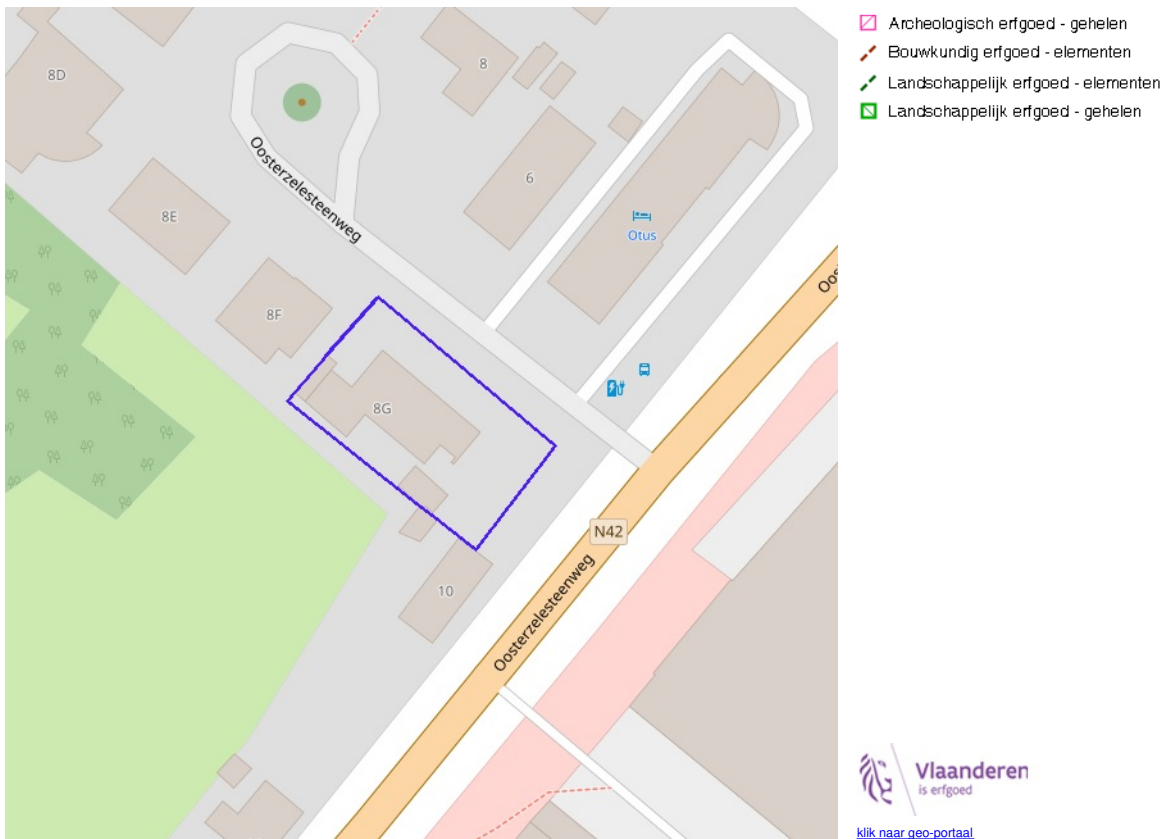 8D
8
Oosterzelesteenweg
6
8E
Otus
Oos
8F
8G
N42
10
Oosterzelesteenweg
Archeologisch erfgoed - gehelen
Bouwkundig erfgoed - elementen
Landschappelijk erfgoed - elementen
Landschappelijk erfgoed - gehelen
Vlaanderen
is erfgoed
klik naar geo-portaal